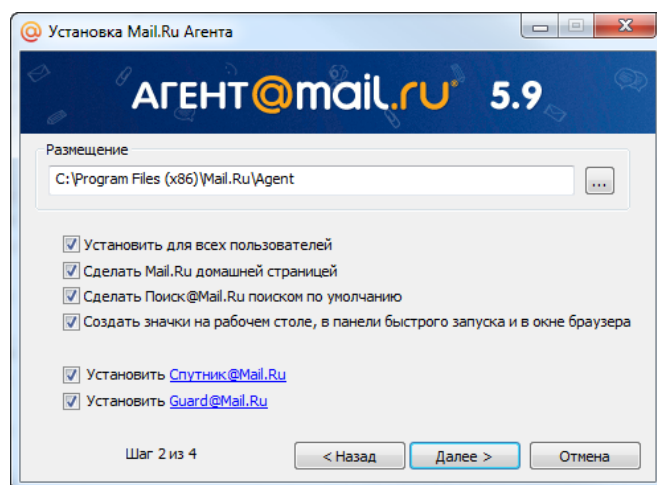 Установка Mail.Ru Агента
АГЕНТ@mail.ru® 5.9
Размещение
C:\Program Files (x86)\Mail.Ru\Agent
...
Установить для всех пользователей
Сделать Mail.Ru домашней страницей
Сделать Поиск@Mail.Ru поиском по умолчанию
Создать значки на рабочем столе, в панели быстрого запуска и в окне браузера
Установить Спутник@Mail.Ru
Установить Guard@Mail.Ru
Шаг 2 из 4
< Назад
Далее >
Отмена